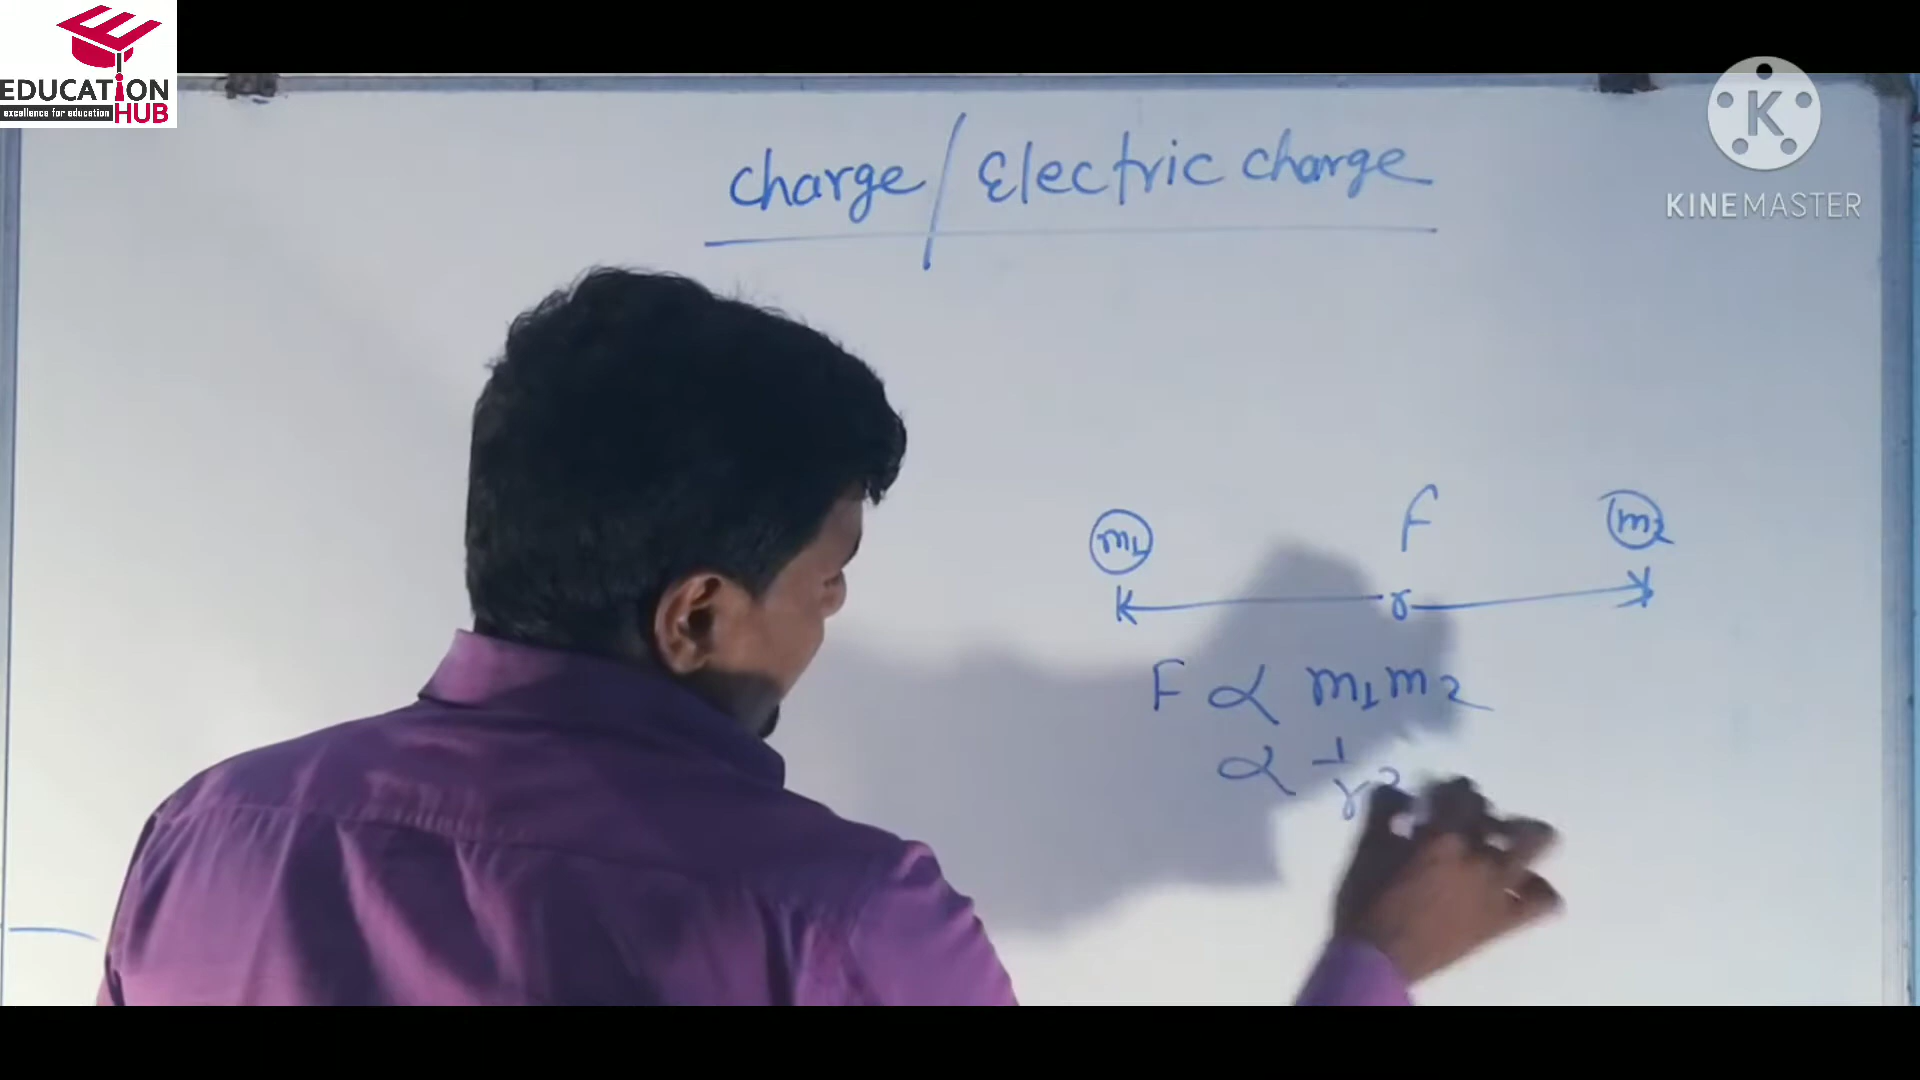 EDUCATION
excellence for education HUB
K
KINEMASTER
charge/Electric charge
m1 F m2
r
F α m1m2
α 1/r2